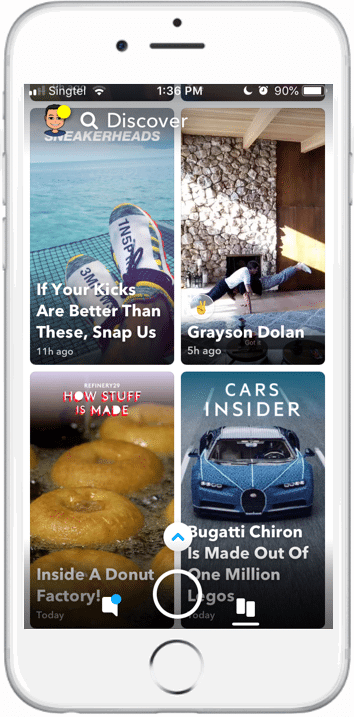 Singtel
1:36 PM
90%
Discover
SNEAKERHEADS
If Your Kicks
Are Better Than
These, Snap Us
11h ago
Got it
Grayson Dolan
5h ago
REFINERY29
HOW STUFF
IS MADE
Inside A Donut
Factory!
Today
CARS
INSIDER
Bugatti Chiron
Is Made Out Of
One Million
Legos
Today